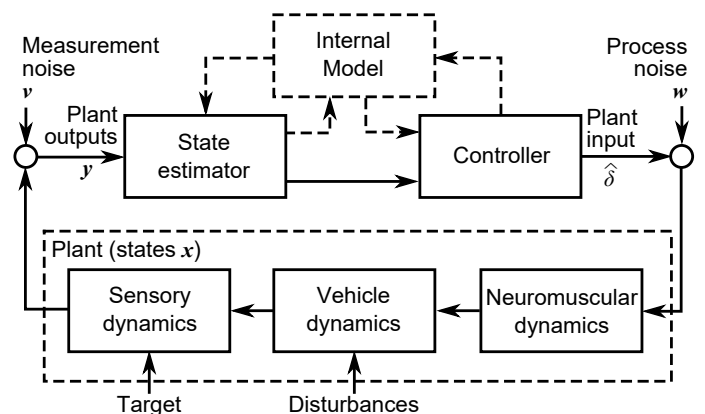 Measurement
noise
v
Internal
Model
Process
noise
w
Plant
outputs
y
State
estimator
Controller
Plant
input
δ̂
Plant (states x)
Sensory
dynamics
Vehicle
dynamics
Neuromuscular
dynamics
Target
Disturbances